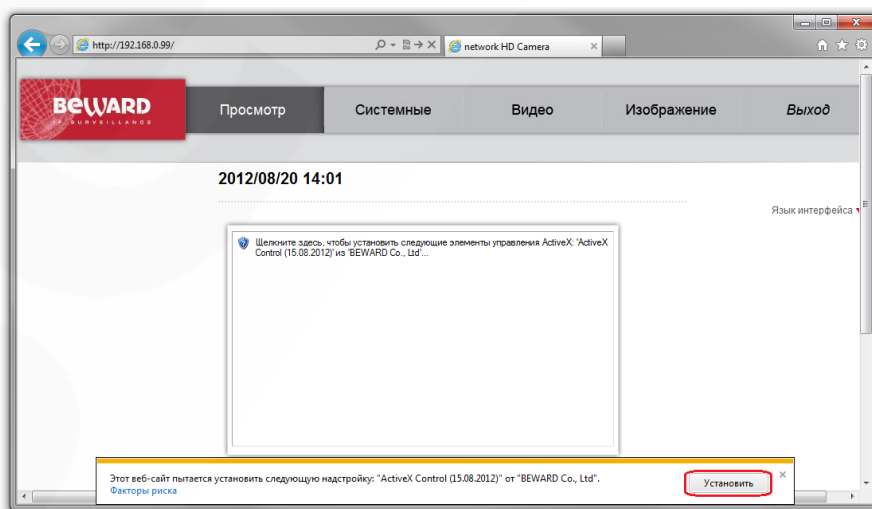 http://192.168.0.99/
network HD Camera
BEWARD
IP SURVEILLANCE
Просмотр
Системные
Видео
Изображение
Выход
2012/08/20 14:01
Язык интерфейса
Щелкните здесь, чтобы установить следующие элементы управления ActiveX: 'ActiveX
Control (15.08.2012)' из 'BEWARD Co., Ltd'...
Этот веб-сайт пытается установить следующую надстройку: "ActiveX Control (15.08.2012)" от "BEWARD Co., Ltd".
Факторы риска
Установить